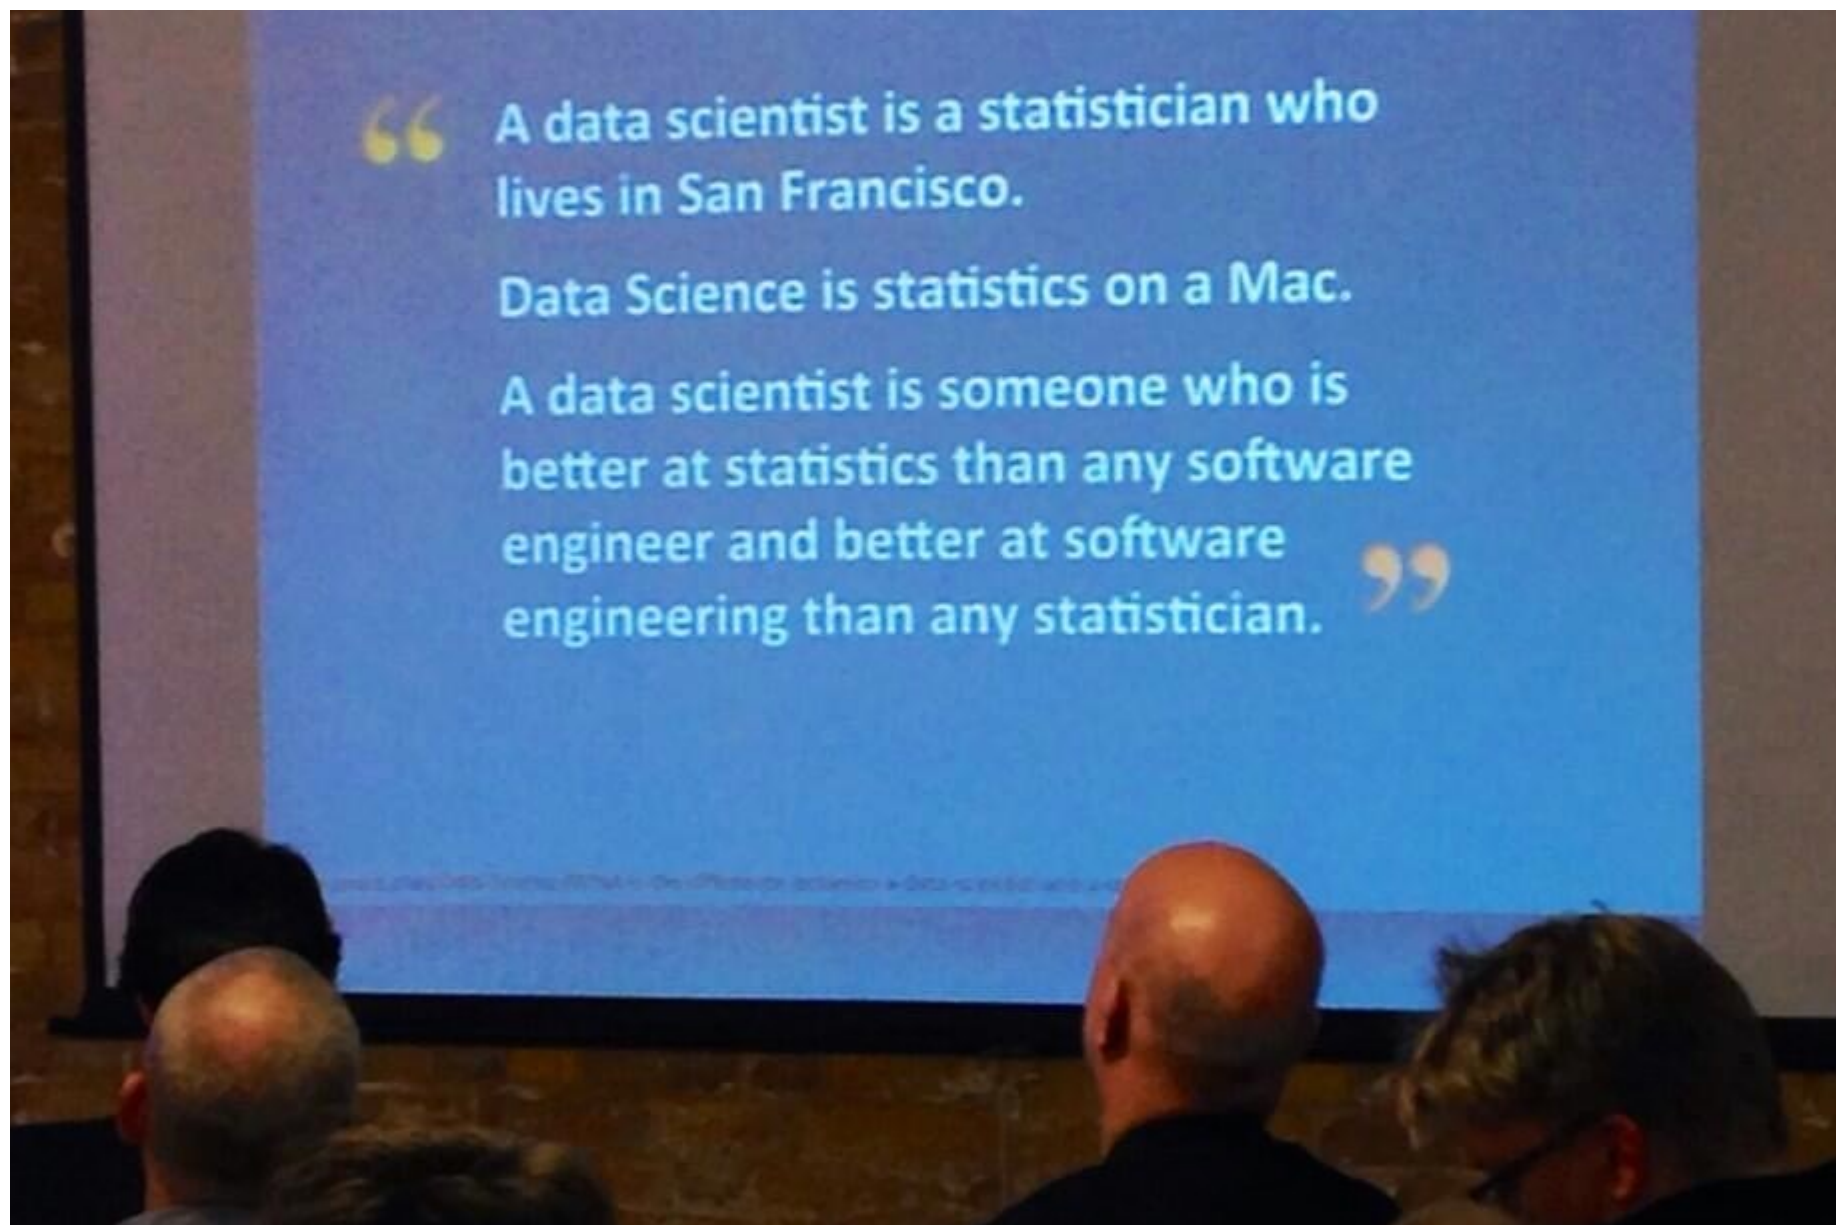 “ A data scientist is a statistician who
lives in San Francisco.
Data Science is statistics on a Mac.
A data scientist is someone who is
better at statistics than any software
engineer and better at software
engineering than any statistician. ”